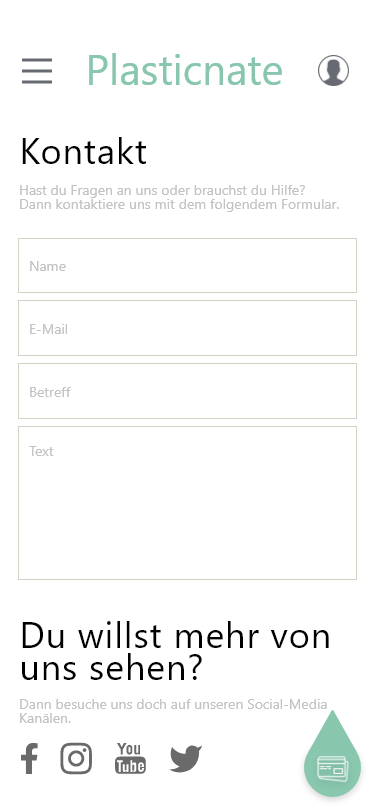 Plasticnate
Kontakt
Hast du Fragen an uns oder brauchst du Hilfe?
Dann kontaktiere uns mit dem folgendem Formular.
Name
E-Mail
Betreff
Text
Du willst mehr von
uns sehen?
Dann besuche uns doch auf unseren Social-Media
Kanälen.
You
Tube